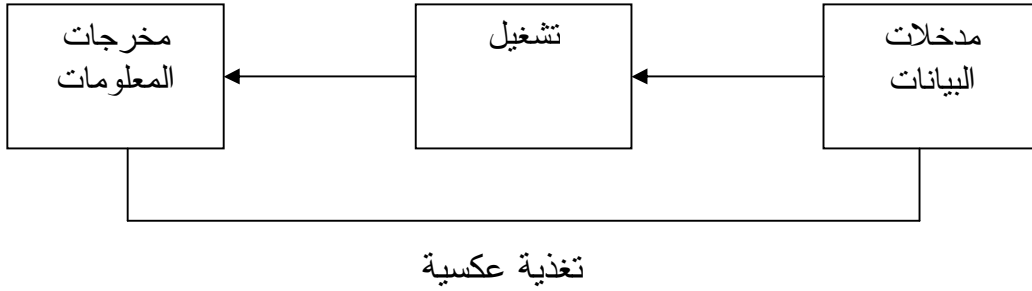 مدخلات
البيانات
تشغيل
مخرجات
المعلومات
تغذية عكسية